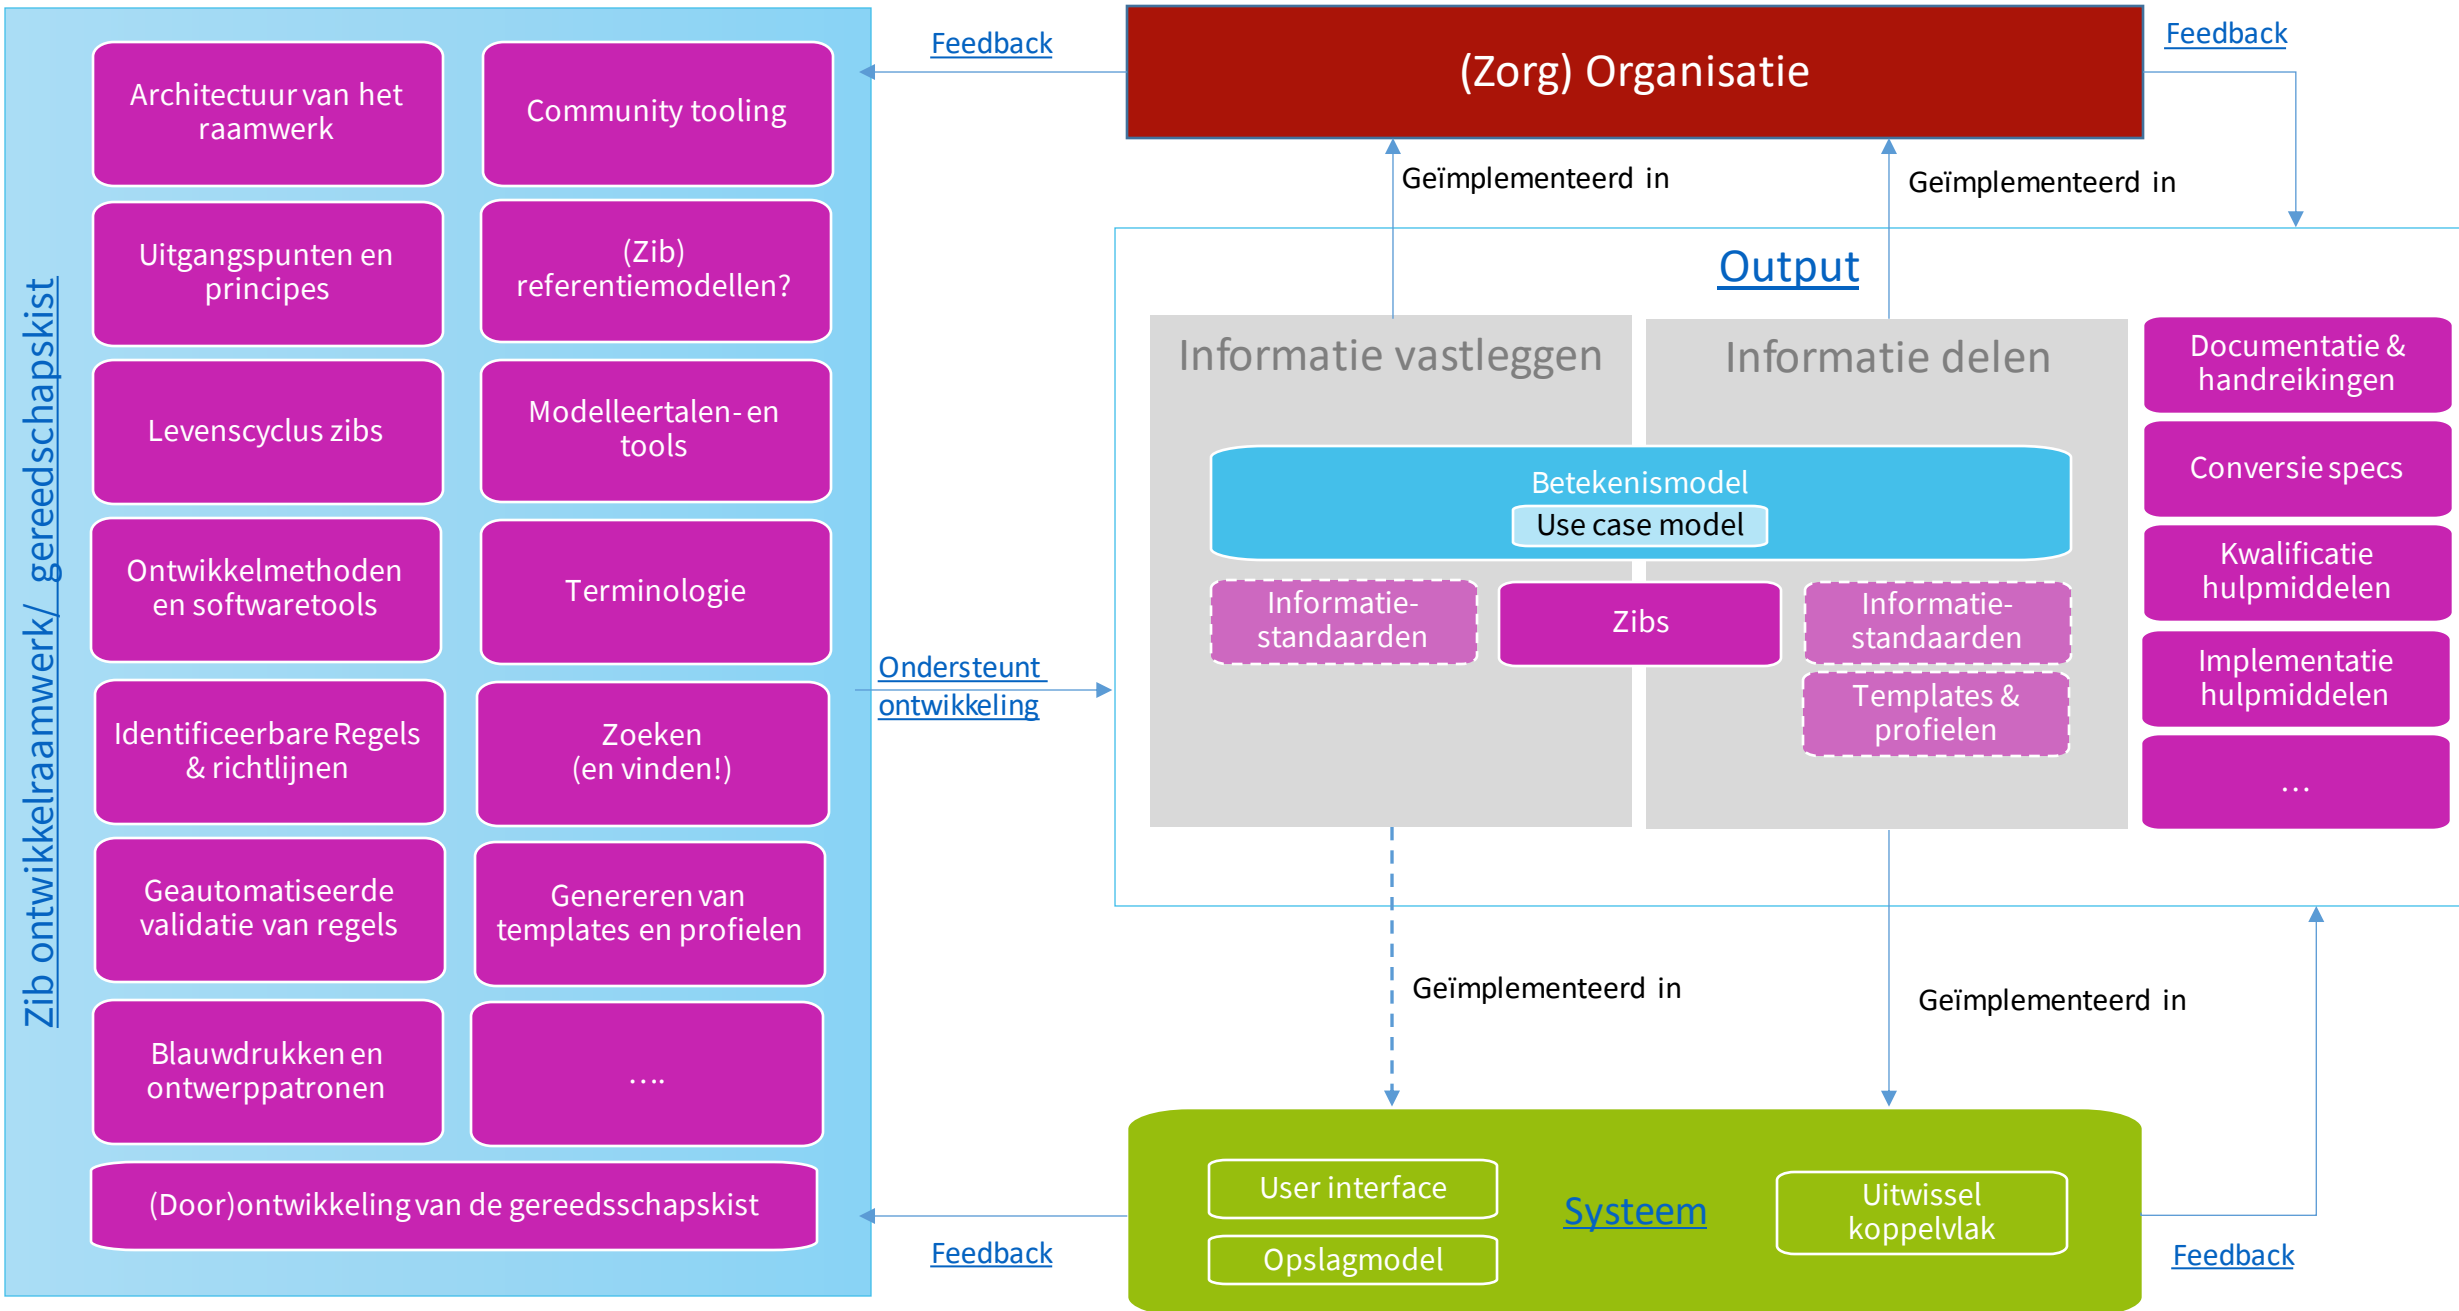 Zib ontwikkelraamwerk/ gereedschapskist
Architectuur van het
raamwerk
Community tooling
Uitgangspunten en
principes
(Zib)
referentiemodellen?
Levenscyclus zibs
Modelleertalen- en
tools
Ontwikkelmethoden
en softwaretools
Terminologie
Identificeerbare Regels
& richtlijnen
Zoeken
(en vinden!)
Geautomatiseerde
validatie van regels
Genereren van
templates en profielen
Blauwdrukken en
ontwerppatronen
....
(Door)ontwikkeling van de gereedsschapskist
Feedback
(Zorg) Organisatie
Feedback
Geïmplementeerd in
Geïmplementeerd in
Output
Informatie vastleggen
Informatie delen
Betekenismodel
Use case model
Informatie-
standaarden
Zibs
Informatie-
standaarden
Templates &
profielen
Documentatie &
handreikingen
Conversie specs
Kwalificatie
hulpmiddelen
Implementatie
hulpmiddelen
...
Ondersteunt
ontwikkeling
Geïmplementeerd in
Geïmplementeerd in
User interface
Opslagmodel
Systeem
Uitwissel
koppelvlak
Feedback
Feedback